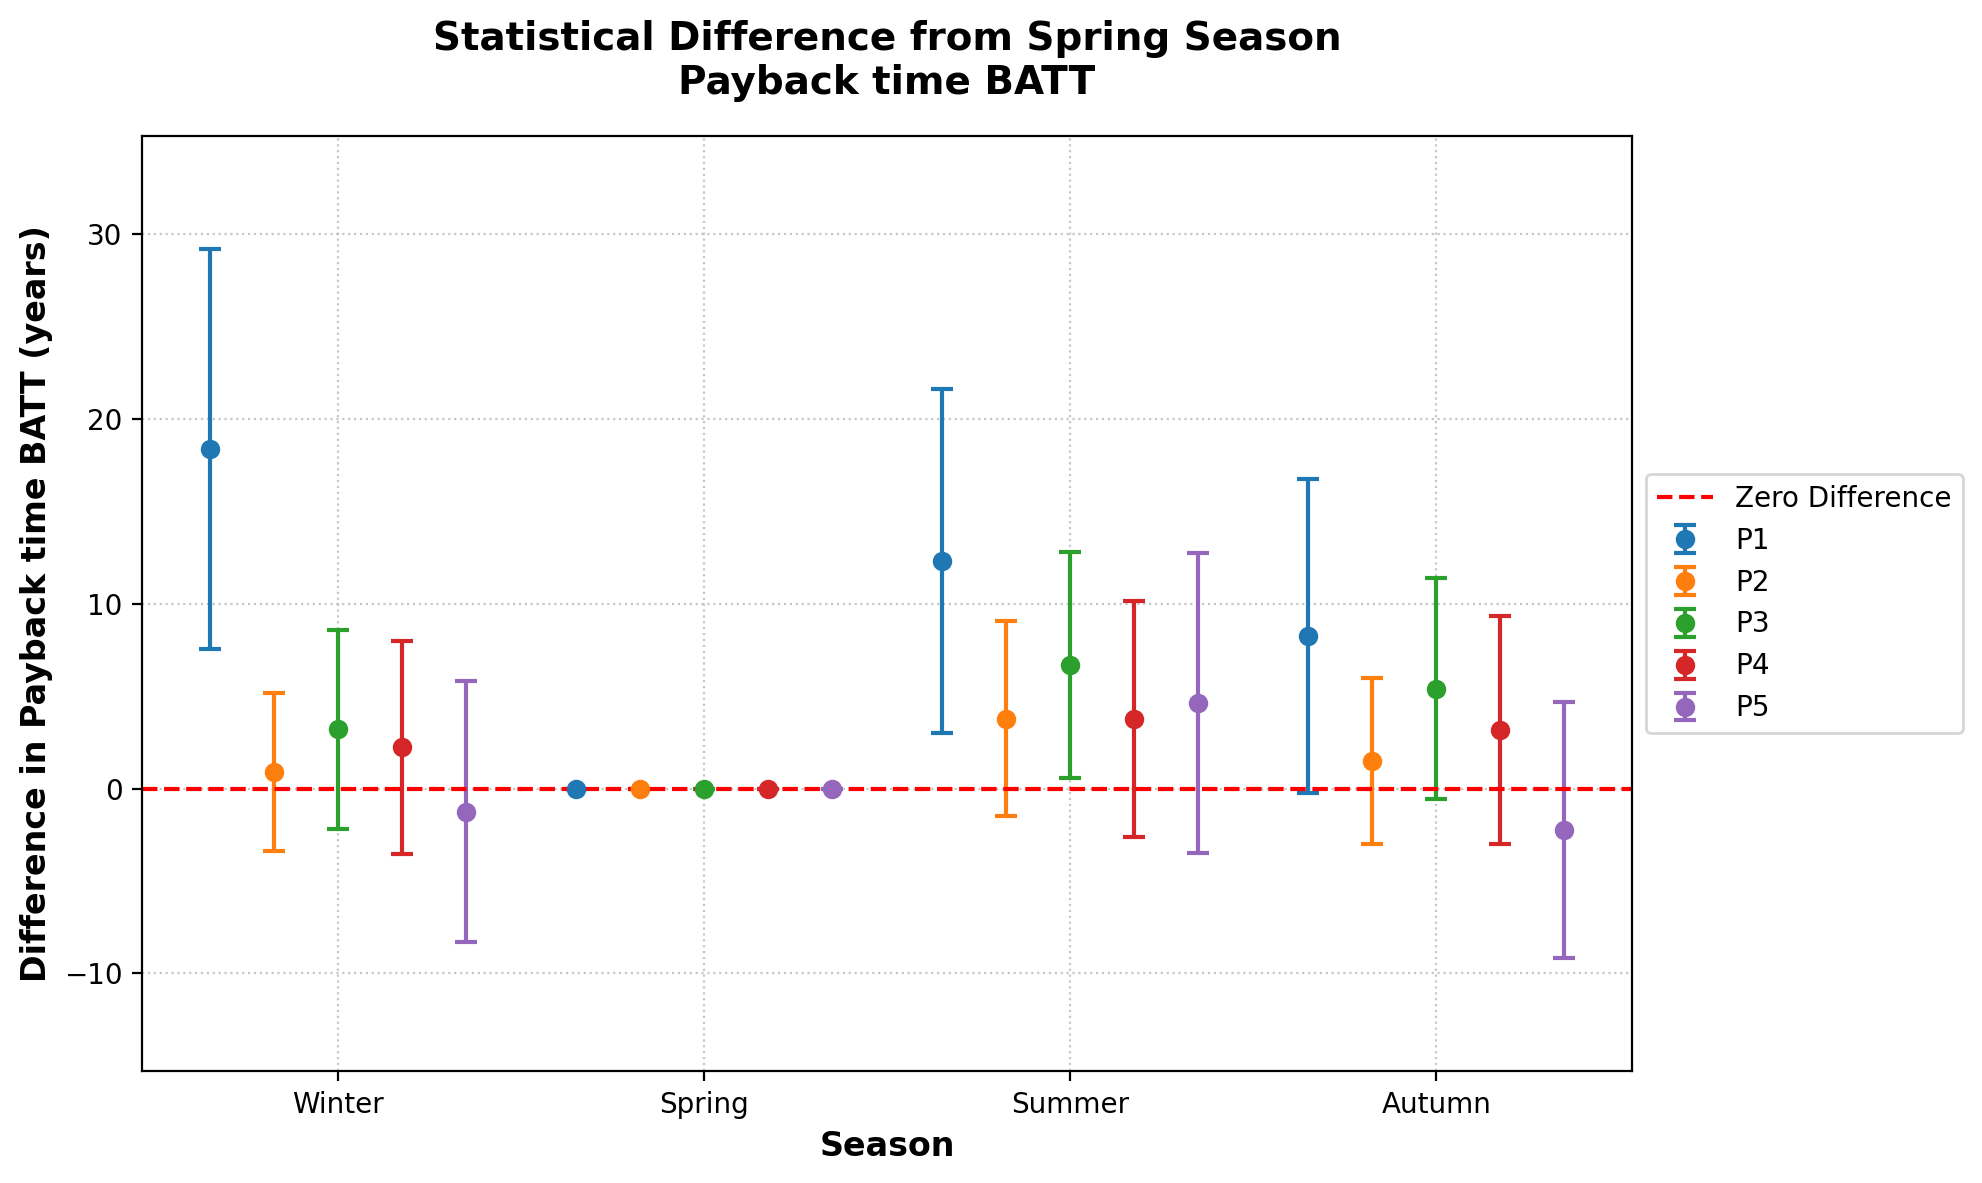 Statistical Difference from Spring Season
Payback time BATT
Difference in Payback time BATT (years)
30
20
10
0
−10
Winter
Spring
Summer
Autumn
Season
Zero Difference
P1
P2
P3
P4
P5